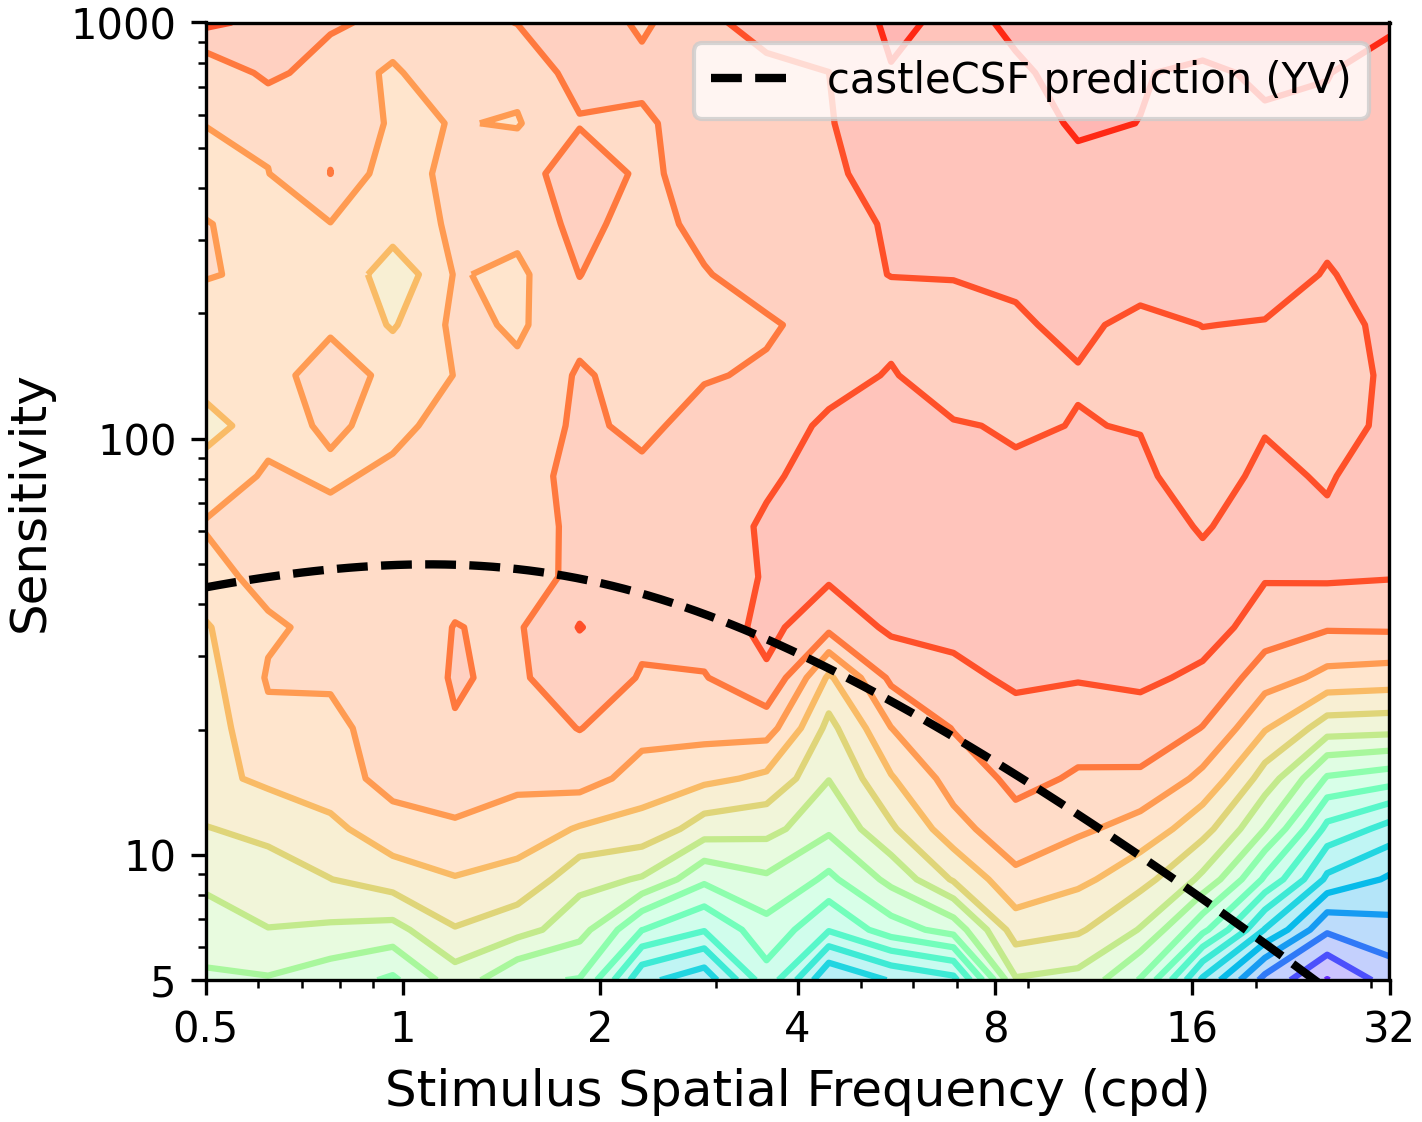 1000
castleCSF prediction (YV)
Sensitivity
100
10
5
0.5 1 2 4 8 16 32
Stimulus Spatial Frequency (cpd)